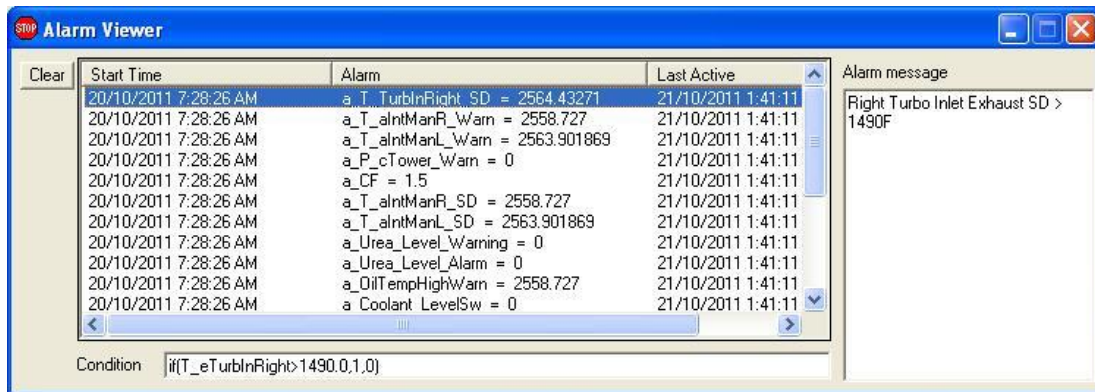 STOP Alarm Viewer
Clear
Start Time Alarm Last Active
20/10/2011 7:28:26 AM a_T_TurbInRight_SD = 2564.43271 21/10/2011 1:41:11
20/10/2011 7:28:26 AM a_T_aIntManR_Warn = 2558.727 21/10/2011 1:41:11
20/10/2011 7:28:26 AM a_T_aIntManL_Warn = 2563.901869 21/10/2011 1:41:11
20/10/2011 7:28:26 AM a_P_cTower_Warn = 0 21/10/2011 1:41:11
20/10/2011 7:28:26 AM a_CF = 1.5 21/10/2011 1:41:11
20/10/2011 7:28:26 AM a_T_aIntManR_SD = 2558.727 21/10/2011 1:41:11
20/10/2011 7:28:26 AM a_T_aIntManL_SD = 2563.901869 21/10/2011 1:41:11
20/10/2011 7:28:26 AM a_Urea_Level_Warning = 0 21/10/2011 1:41:11
20/10/2011 7:28:26 AM a_Urea_Level_Alarm = 0 21/10/2011 1:41:11
20/10/2011 7:28:26 AM a_OilTempHighWarn = 2558.727 21/10/2011 1:41:11
20/10/2011 7:28:26 AM a_Coolant_LevelSw = 0 21/10/2011 1:41:11
Alarm message
Right Turbo Inlet Exhaust SD >
1490F
Condition if(T_eTurbInRight>1490.0,1,0)